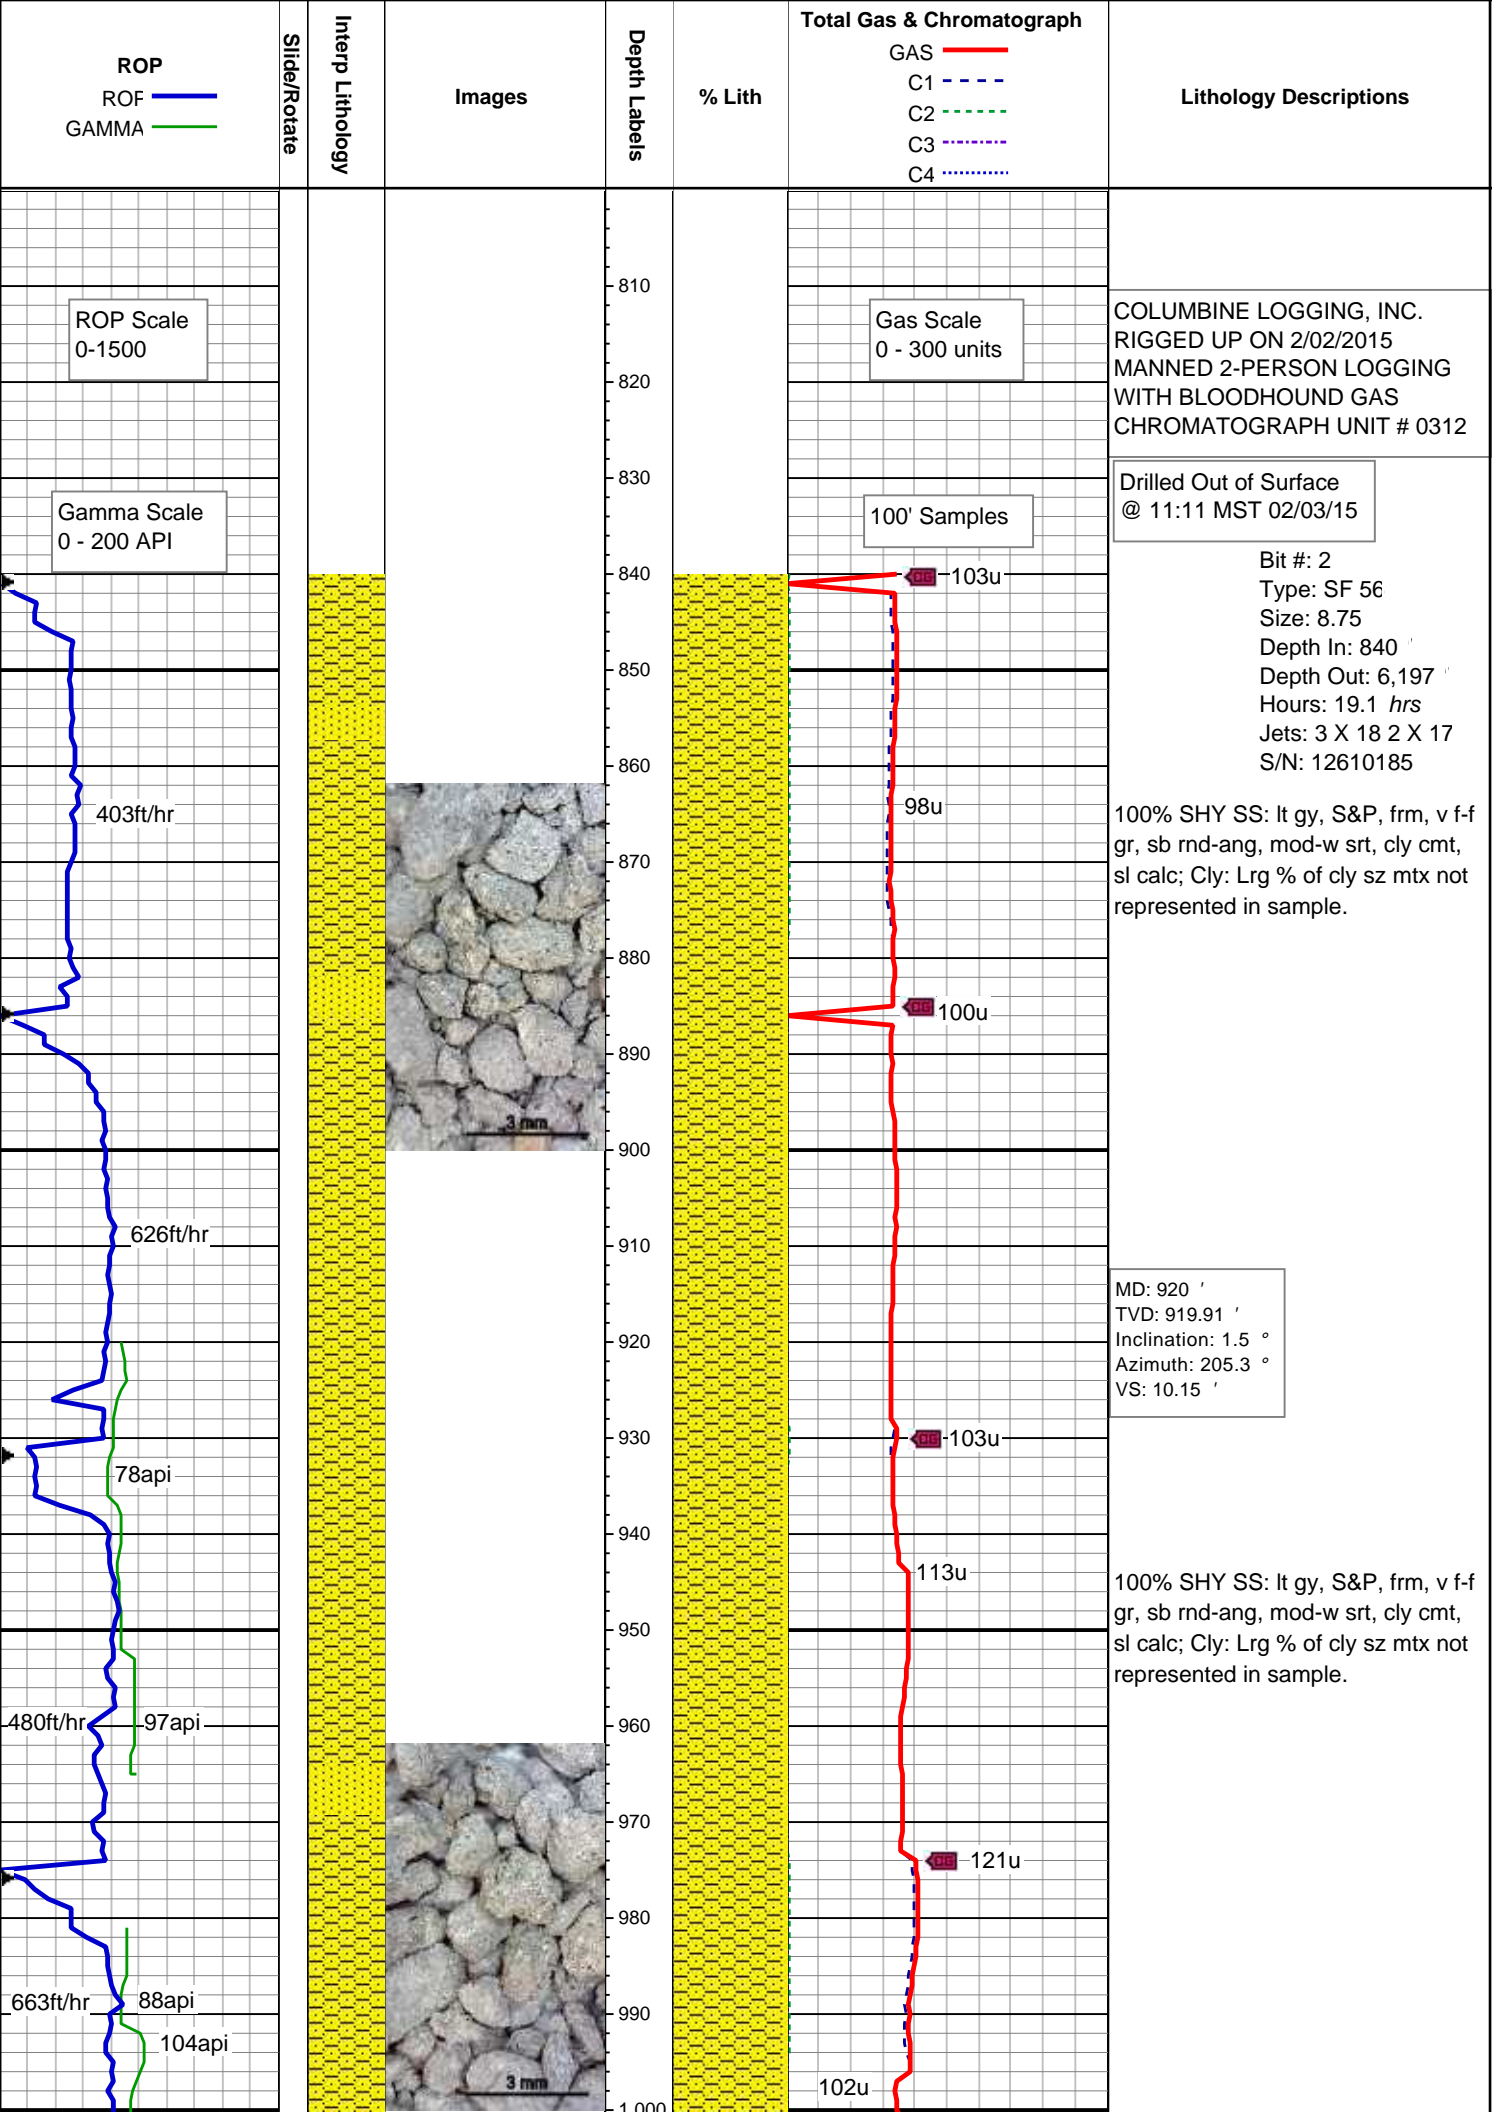 ROP
ROP
GAMMA
Slide/Rotate
Interp Lithology
Images
Depth Labels
% Lith
Total Gas & Chromatograph
GAS
C1
C2
C3
C4
Lithology Descriptions
ROP Scale
0-1500
Gamma Scale
0 - 200 API
403ft/hr
626ft/hr
78api
480ft/hr
97api
663ft/hr
88api
104api
3 mm
3 mm
810
820
830
840
850
860
870
880
890
900
910
920
930
940
950
960
970
980
990
1,000
Gas Scale
0 - 300 units
100' Samples
CG 103u
98u
CG 100u
CG 103u
113u
CG 121u
102u
COLUMBINE LOGGING, INC.
RIGGED UP ON 2/02/2015
MANNED 2-PERSON LOGGING
WITH BLOODHOUND GAS
CHROMATOGRAPH UNIT # 0312
Drilled Out of Surface
@ 11:11 MST 02/03/15
Bit #: 2
Type: SF 56
Size: 8.75
Depth In: 840 '
Depth Out: 6,197 '
Hours: 19.1 hrs
Jets: 3 X 18 2 X 17
S/N: 12610185
100% SHY SS: lt gy, S&P, frm, v f-f
gr, sb rnd-ang, mod-w srt, cly cmt,
sl calc; Cly: Lrg % of cly sz mtx not
represented in sample.
MD: 920 '
TVD: 919.91 '
Inclination: 1.5 °
Azimuth: 205.3 °
VS: 10.15 '
100% SHY SS: lt gy, S&P, frm, v f-f
gr, sb rnd-ang, mod-w srt, cly cmt,
sl calc; Cly: Lrg % of cly sz mtx not
represented in sample.